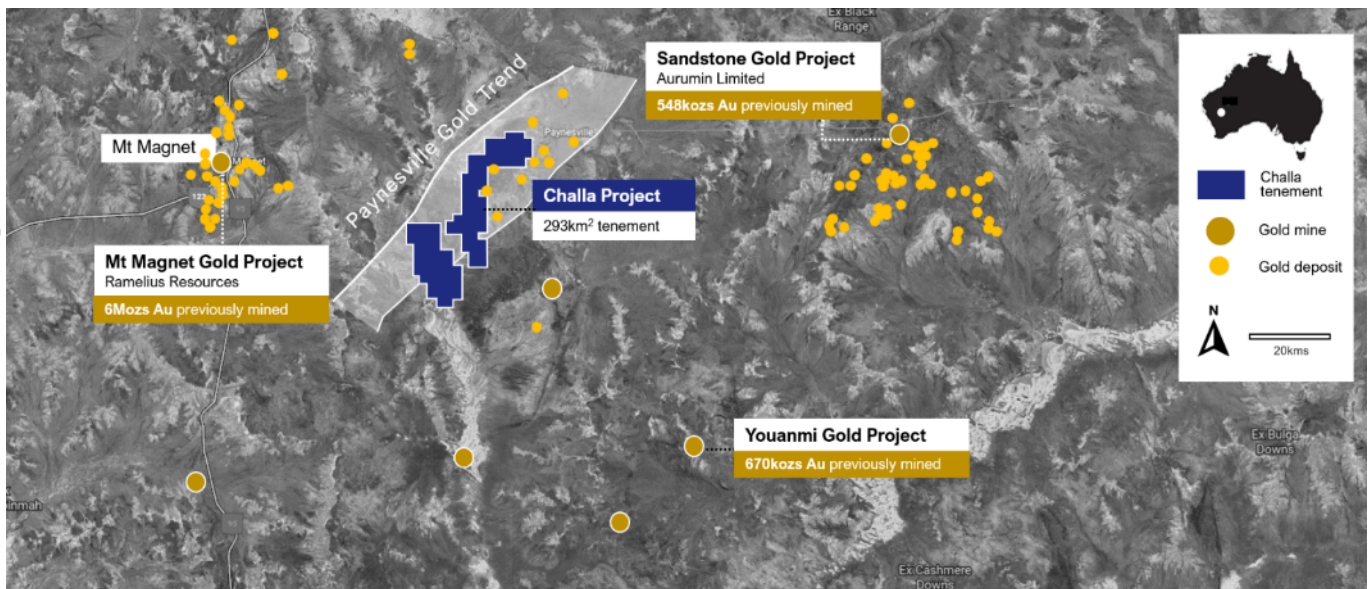 Ex Black
Range
Sandstone Gold Project
Aurumin Limited
548kozs Au previously mined
Paynesville Gold Trend
Paynesville
Mt Magnet
Challa Project
293km² tenement
Mt Magnet Gold Project
Ramelius Resources
6Mozs Au previously mined
Youanmi Gold Project
670kozs Au previously mined
Ex Bulga
Downs
Ex Cashmere
Downs
Challa
tenement
Gold mine
Gold deposit
N
20kms